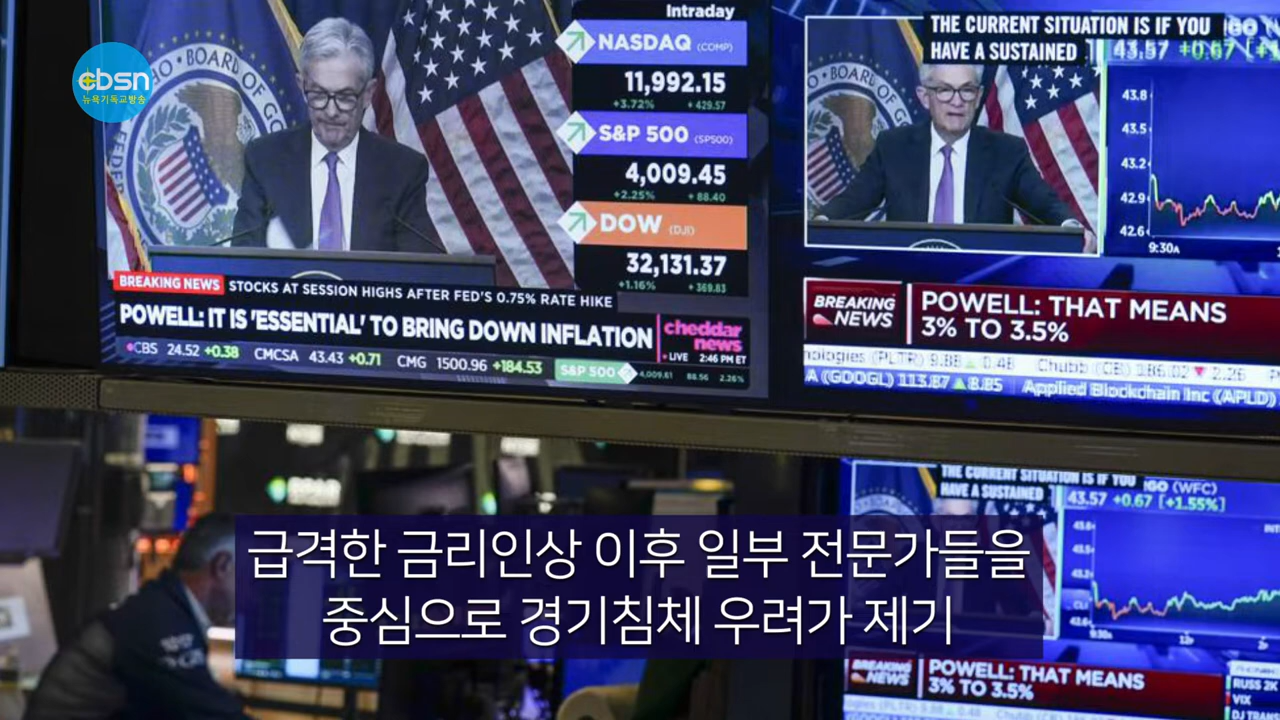 cbsn
뉴욕기독교방송
BOARD OF GO
Intraday
NASDAQ (COMP)
11,992.15
+3.72% +429.57
S&P 500 (SP500)
4,009.45
+2.25% +88.40
DOW (DJI)
32,131.37
+1.16% +369.83
BREAKING NEWS STOCKS AT SESSION HIGHS AFTER FED'S 0.75% RATE HIKE
POWELL: IT IS 'ESSENTIAL' TO BRING DOWN INFLATION
cheddar
news
LIVE 2:46 PM ET
CBS 24.52 +0.38 CMCSA 43.43 +0.71 CMG 1500.96 +184.53 S&P 500 4,009.61 88.56 2.26%
THE CURRENT SITUATION IS IF YOU
HAVE A SUSTAINED
43.57 +0.67
43.8
43.5
43.2
42.9
42.6
9:30A
BREAKING
NEWS
POWELL: THAT MEANS
3% TO 3.5%
nologies (PLTR) 9.88 ▲ 0.48 Chubb (CB) 186.02 ▼ 2.26
A (GOOGL) 113.87 ▲ 8.85 Applied Blockchain Inc (APLD)
THE CURRENT SITUATION IS IF YOU
HAVE A SUSTAINED
GO (WFC)
43.57 +0.67 [+1.55%]
BREAKING
NEWS
POWELL: THAT MEANS
3% TO 3.5%
RUSS 2K
VIX
DJ TRANS
급격한 금리인상 이후 일부 전문가들을
중심으로 경기침체 우려가 제기